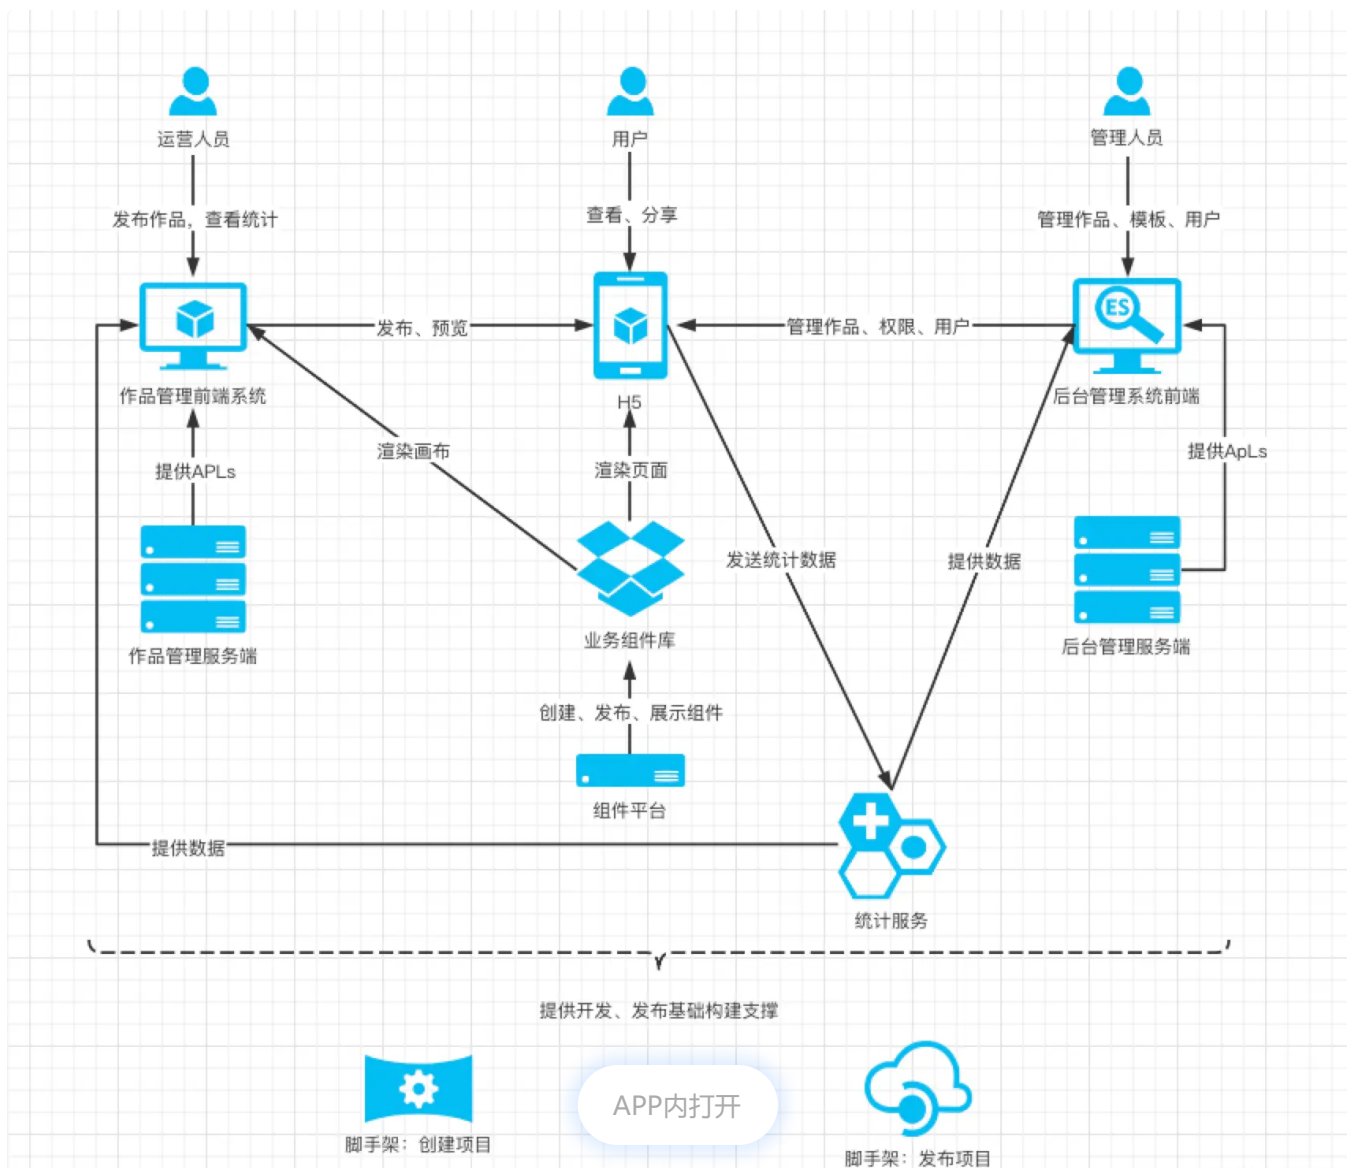 运营人员
用户
管理人员
发布作品，查看统计
查看、分享
管理作品、模板、用户
ES
发布、预览
管理作品、权限、用户
作品管理前端系统
H5
后台管理系统前端
渲染画布
提供APLs
渲染页面
提供ApLs
发送统计数据
提供数据
作品管理服务端
业务组件库
后台管理服务端
创建、发布、展示组件
组件平台
提供数据
统计服务
提供开发、发布基础构建支撑
APP内打开
脚手架：创建项目
脚手架：发布项目